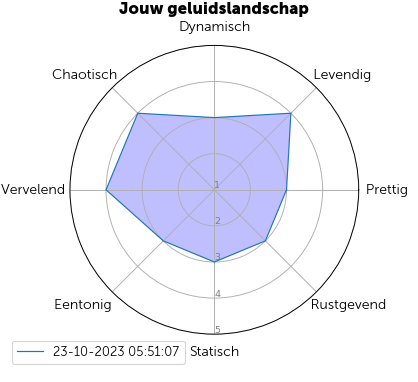 Jouw geluidslandschap
Dynamisch
Chaotisch
Levendig
Vervelend
1
Prettig
2
3
4
Eentonig
Rustgevend
5
23-10-2023 05:51:07
Statisch